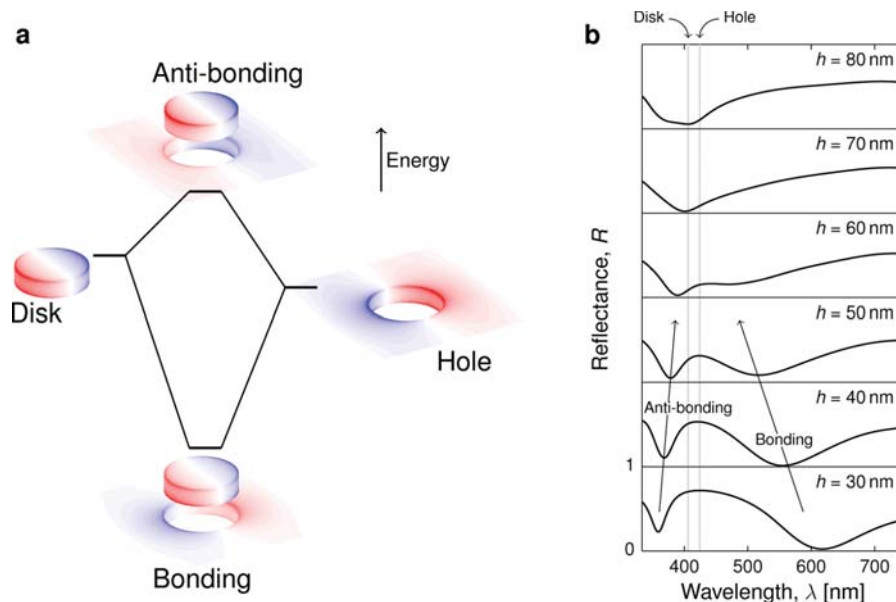 a
Anti-bonding
Energy
Disk
Hole
Bonding
b
Disk
Hole
h = 80 nm
h = 70 nm
h = 60 nm
h = 50 nm
h = 40 nm
h = 30 nm
Anti-bonding
Bonding
Reflectance, R
1
0
400
500
600
700
Wavelength, λ [nm]